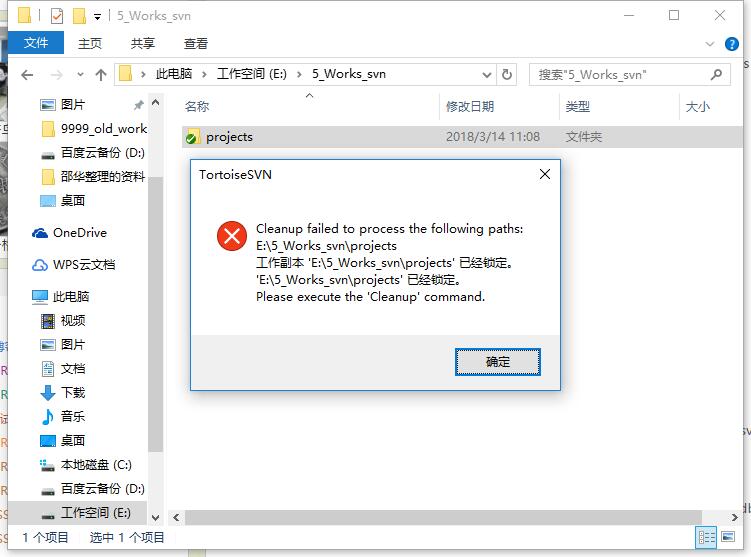 5_Works_svn
文件
主页
共享
查看
此电脑
工作空间 (E:)
5_Works_svn
搜索"5_Works_svn"
图片
9999_old_work
百度云备份 (D:)
邵华整理的资料
桌面
OneDrive
WPS云文档
此电脑
视频
图片
文档
下载
音乐
桌面
本地磁盘 (C:)
百度云备份 (D:)
工作空间 (E:)
名称
修改日期
类型
大小
projects
2018/3/14 11:08
文件夹
TortoiseSVN
Cleanup failed to process the following paths:
E:\5_Works_svn\projects
工作副本 'E:\5_Works_svn\projects' 已经锁定。
'E:\5_Works_svn\projects' 已经锁定。
Please execute the 'Cleanup' command.
确定
1 个项目
选中 1 个项目